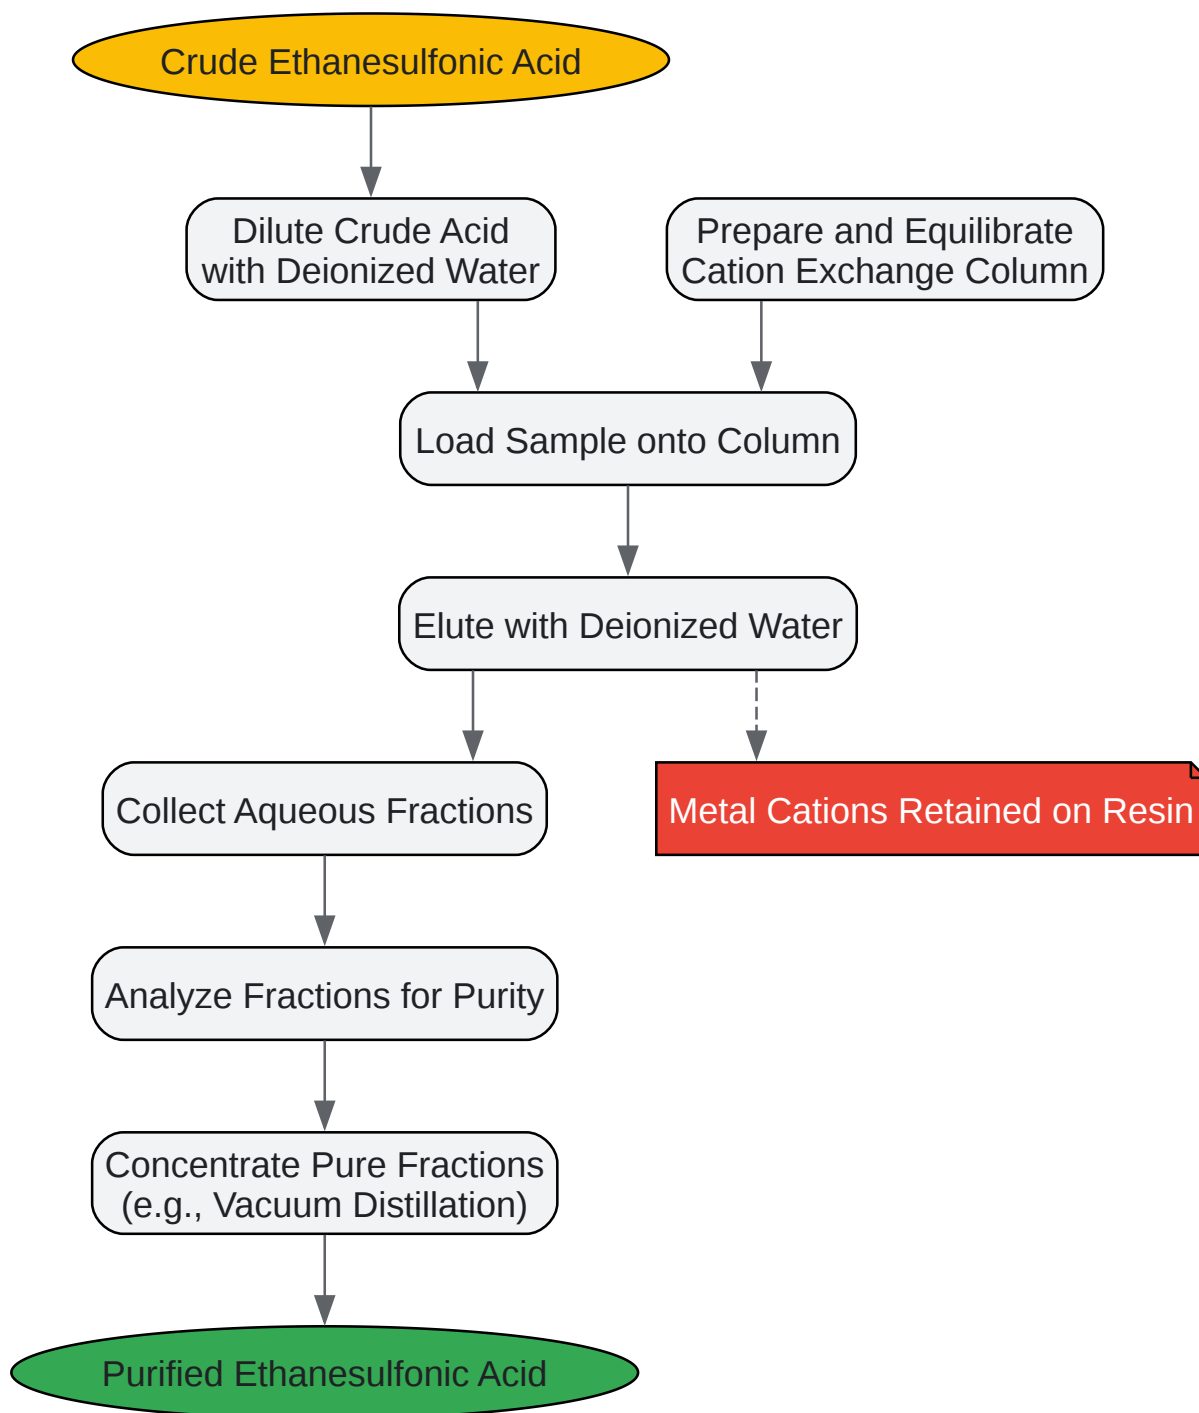 Crude Ethanesulfonic Acid
Dilute Crude Acid
with Deionized Water
Prepare and Equilibrate
Cation Exchange Column
Load Sample onto Column
Elute with Deionized Water
Collect Aqueous Fractions
Metal Cations Retained on Resin
Analyze Fractions for Purity
Concentrate Pure Fractions
(e.g., Vacuum Distillation)
Purified Ethanesulfonic Acid